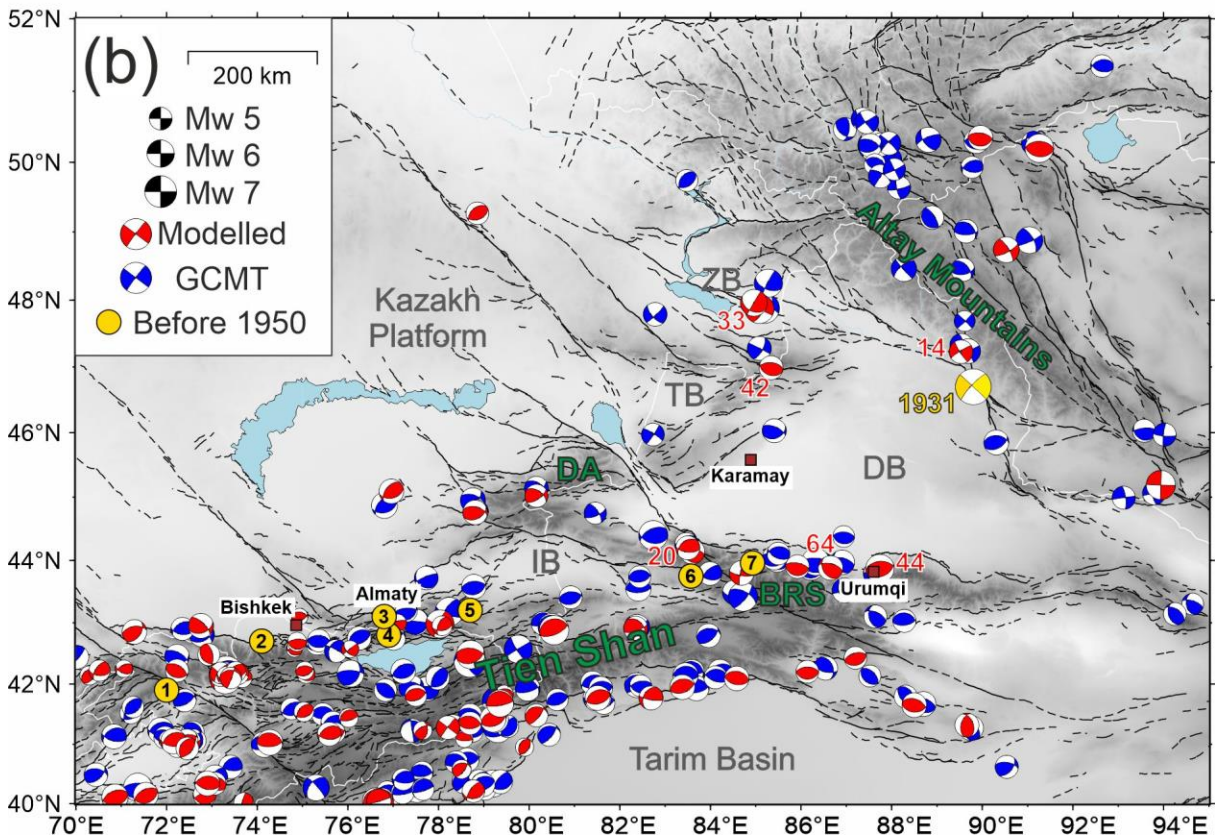 (b)
200 km
Mw 5
Mw 6
Mw 7
Modelled
GCMT
Before 1950
52°N
50°N
48°N
46°N
44°N
42°N
40°N
Altay Mountains
Kazakh
Platform
ZB
33
14
42
TB
1931
Karamay
DB
DA
IB
20
64
44
7
6
BRS
Urumqi
Almaty
Bishkek
3
5
2
4
1
Tien Shan
Tarim Basin
70°E
72°E
74°E
76°E
78°E
80°E
82°E
84°E
86°E
88°E
90°E
92°E
94°E